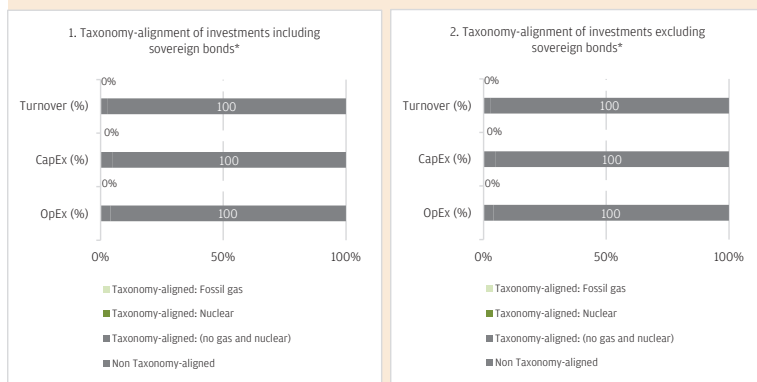 1. Taxonomy-alignment of investments including
sovereign bonds*
0%
Turnover (%)
100
0%
CapEx (%)
100
0%
OpEx (%)
100
0%
50%
100%
Taxonomy-aligned: Fossil gas
Taxonomy-aligned: Nuclear
Taxonomy-aligned: (no gas and nuclear)
Non Taxonomy-aligned
2. Taxonomy-alignment of investments excluding
sovereign bonds*
0%
Turnover (%)
100
0%
CapEx (%)
100
0%
OpEx (%)
100
0%
50%
100%
Taxonomy-aligned: Fossil gas
Taxonomy-aligned: Nuclear
Taxonomy-aligned: (no gas and nuclear)
Non Taxonomy-aligned